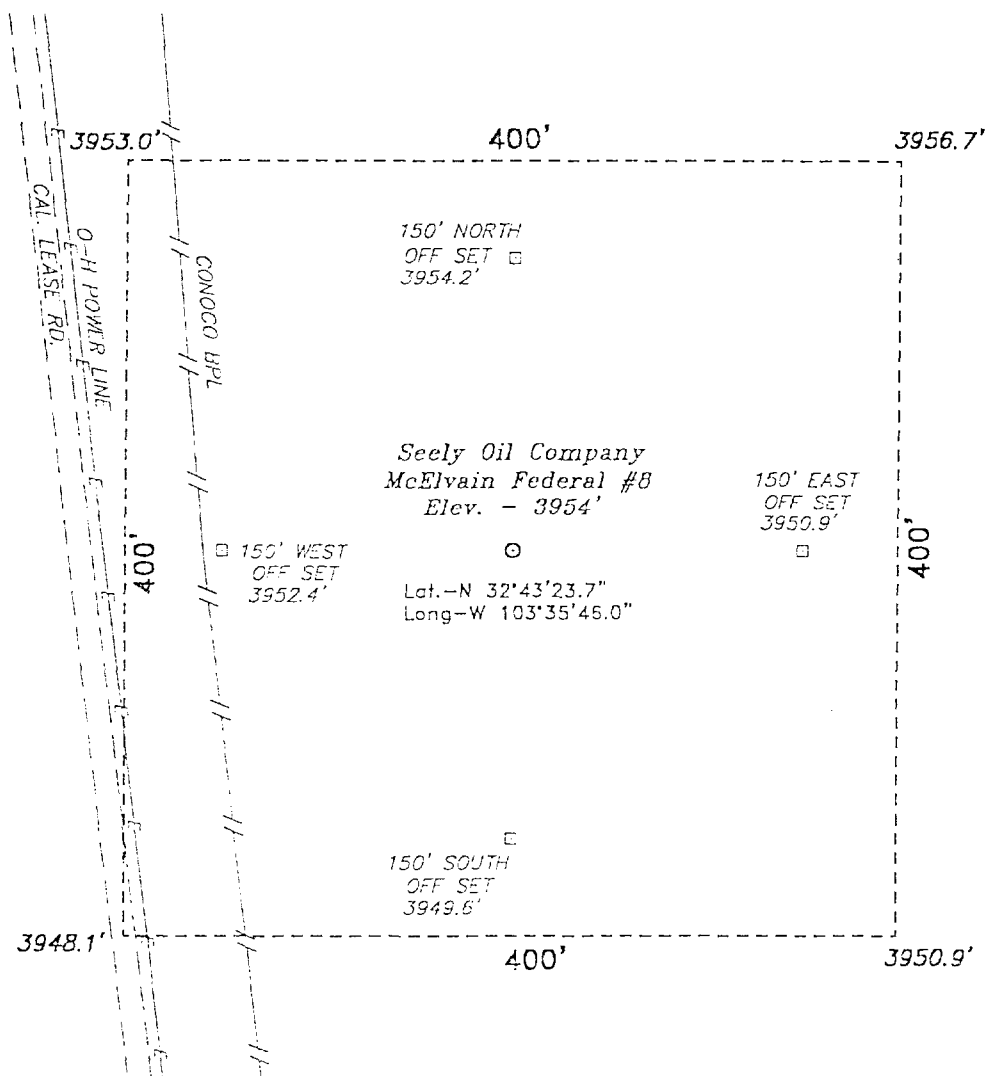 3953.0'
400'
3956.7'
150' NORTH
OFF SET
3954.2'
CAL. LEASE RD.
O-H POWER LINE
CONOCO BPL
Seely Oil Company
McElvain Federal #8
Elev. - 3954'
150' EAST
OFF SET
3950.9'
400'
150' WEST
OFF SET
3952.4'
400'
Lat.-N 32°43'23.7"
Long-W 103°35'46.0"
150' SOUTH
OFF SET
3949.6'
3948.1'
400'
3950.9'